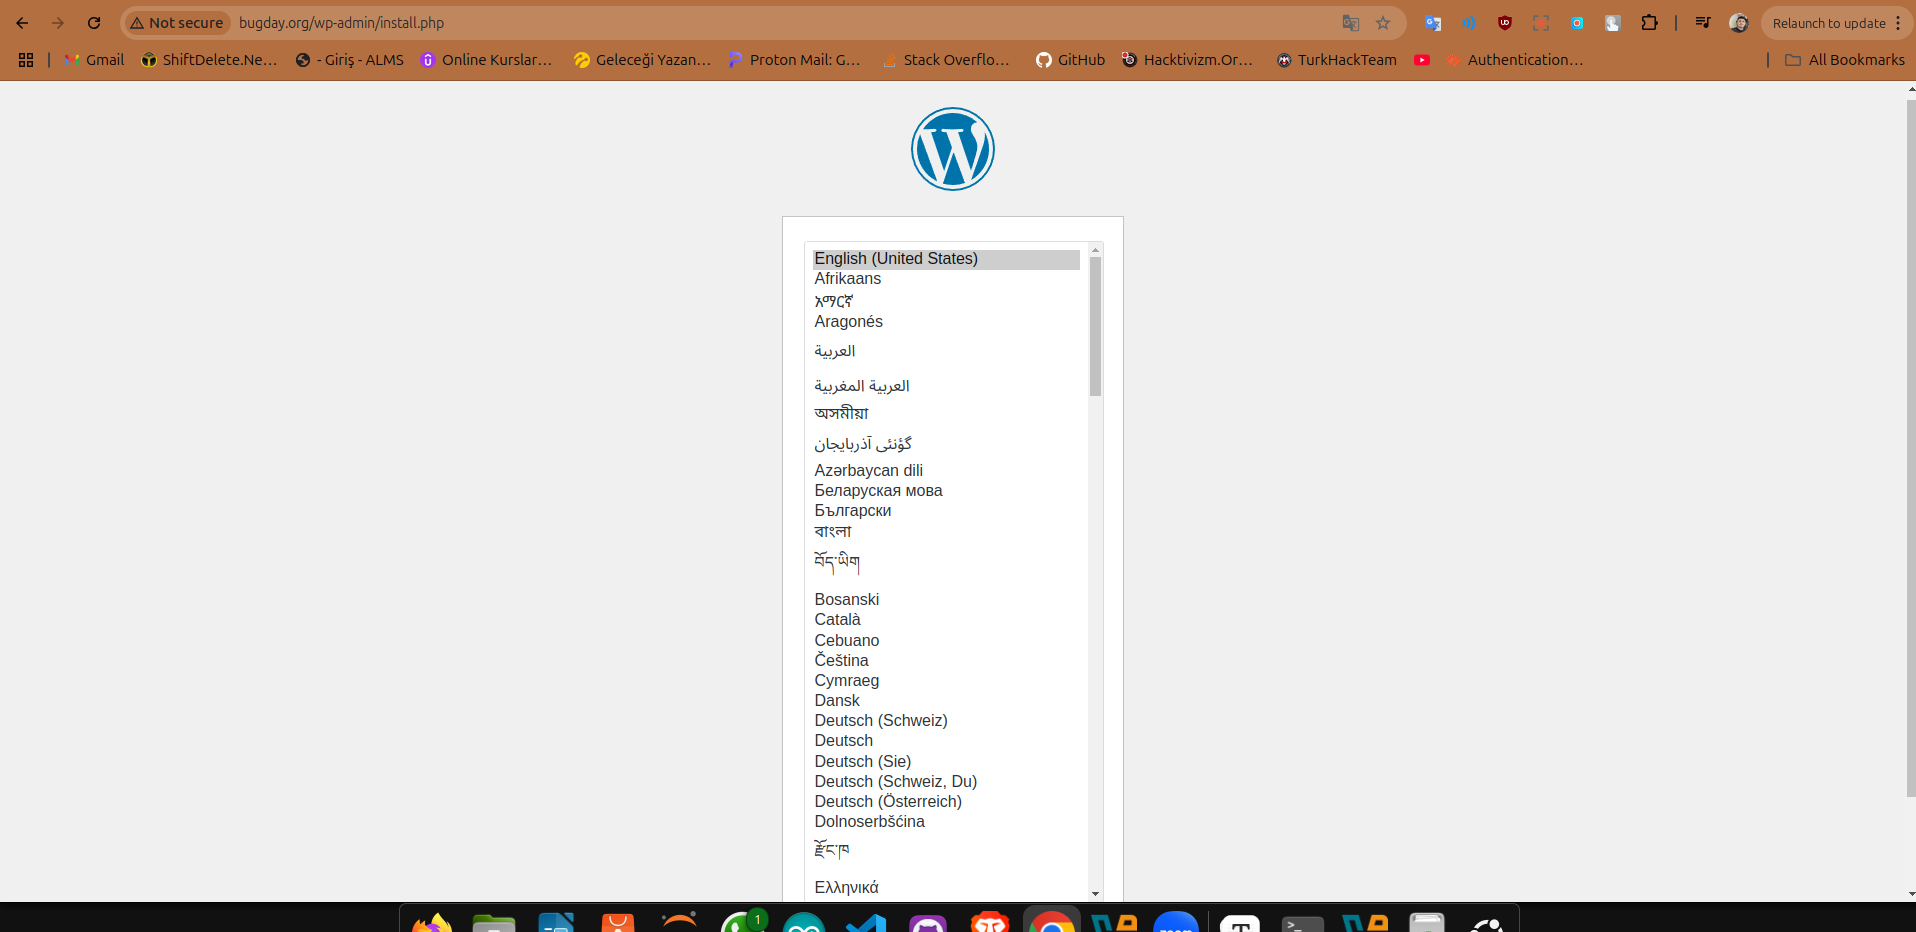 Not secure bugday.org/wp-admin/install.php Relaunch to update
Gmail ShiftDelete.Ne... - Giriş - ALMS Online Kurslar... Geleceği Yazan... Proton Mail: G... Stack Overflo... GitHub Hacktivizm.Or... TurkHackTeam Authentication... All Bookmarks
English (United States)
Afrikaans
አማርኛ
Aragonés
العربية
العربية المغربية
অসমীয়া
گؤنئی آذربایجان
Azərbaycan dili
Беларуская мова
Български
বাংলা
བོད་ཡིག
Bosanski
Català
Cebuano
Čeština
Cymraeg
Dansk
Deutsch (Schweiz)
Deutsch
Deutsch (Sie)
Deutsch (Schweiz, Du)
Deutsch (Österreich)
Dolnoserbšćina
རྫོང་ཁ
Ελληνικά
1
zoom